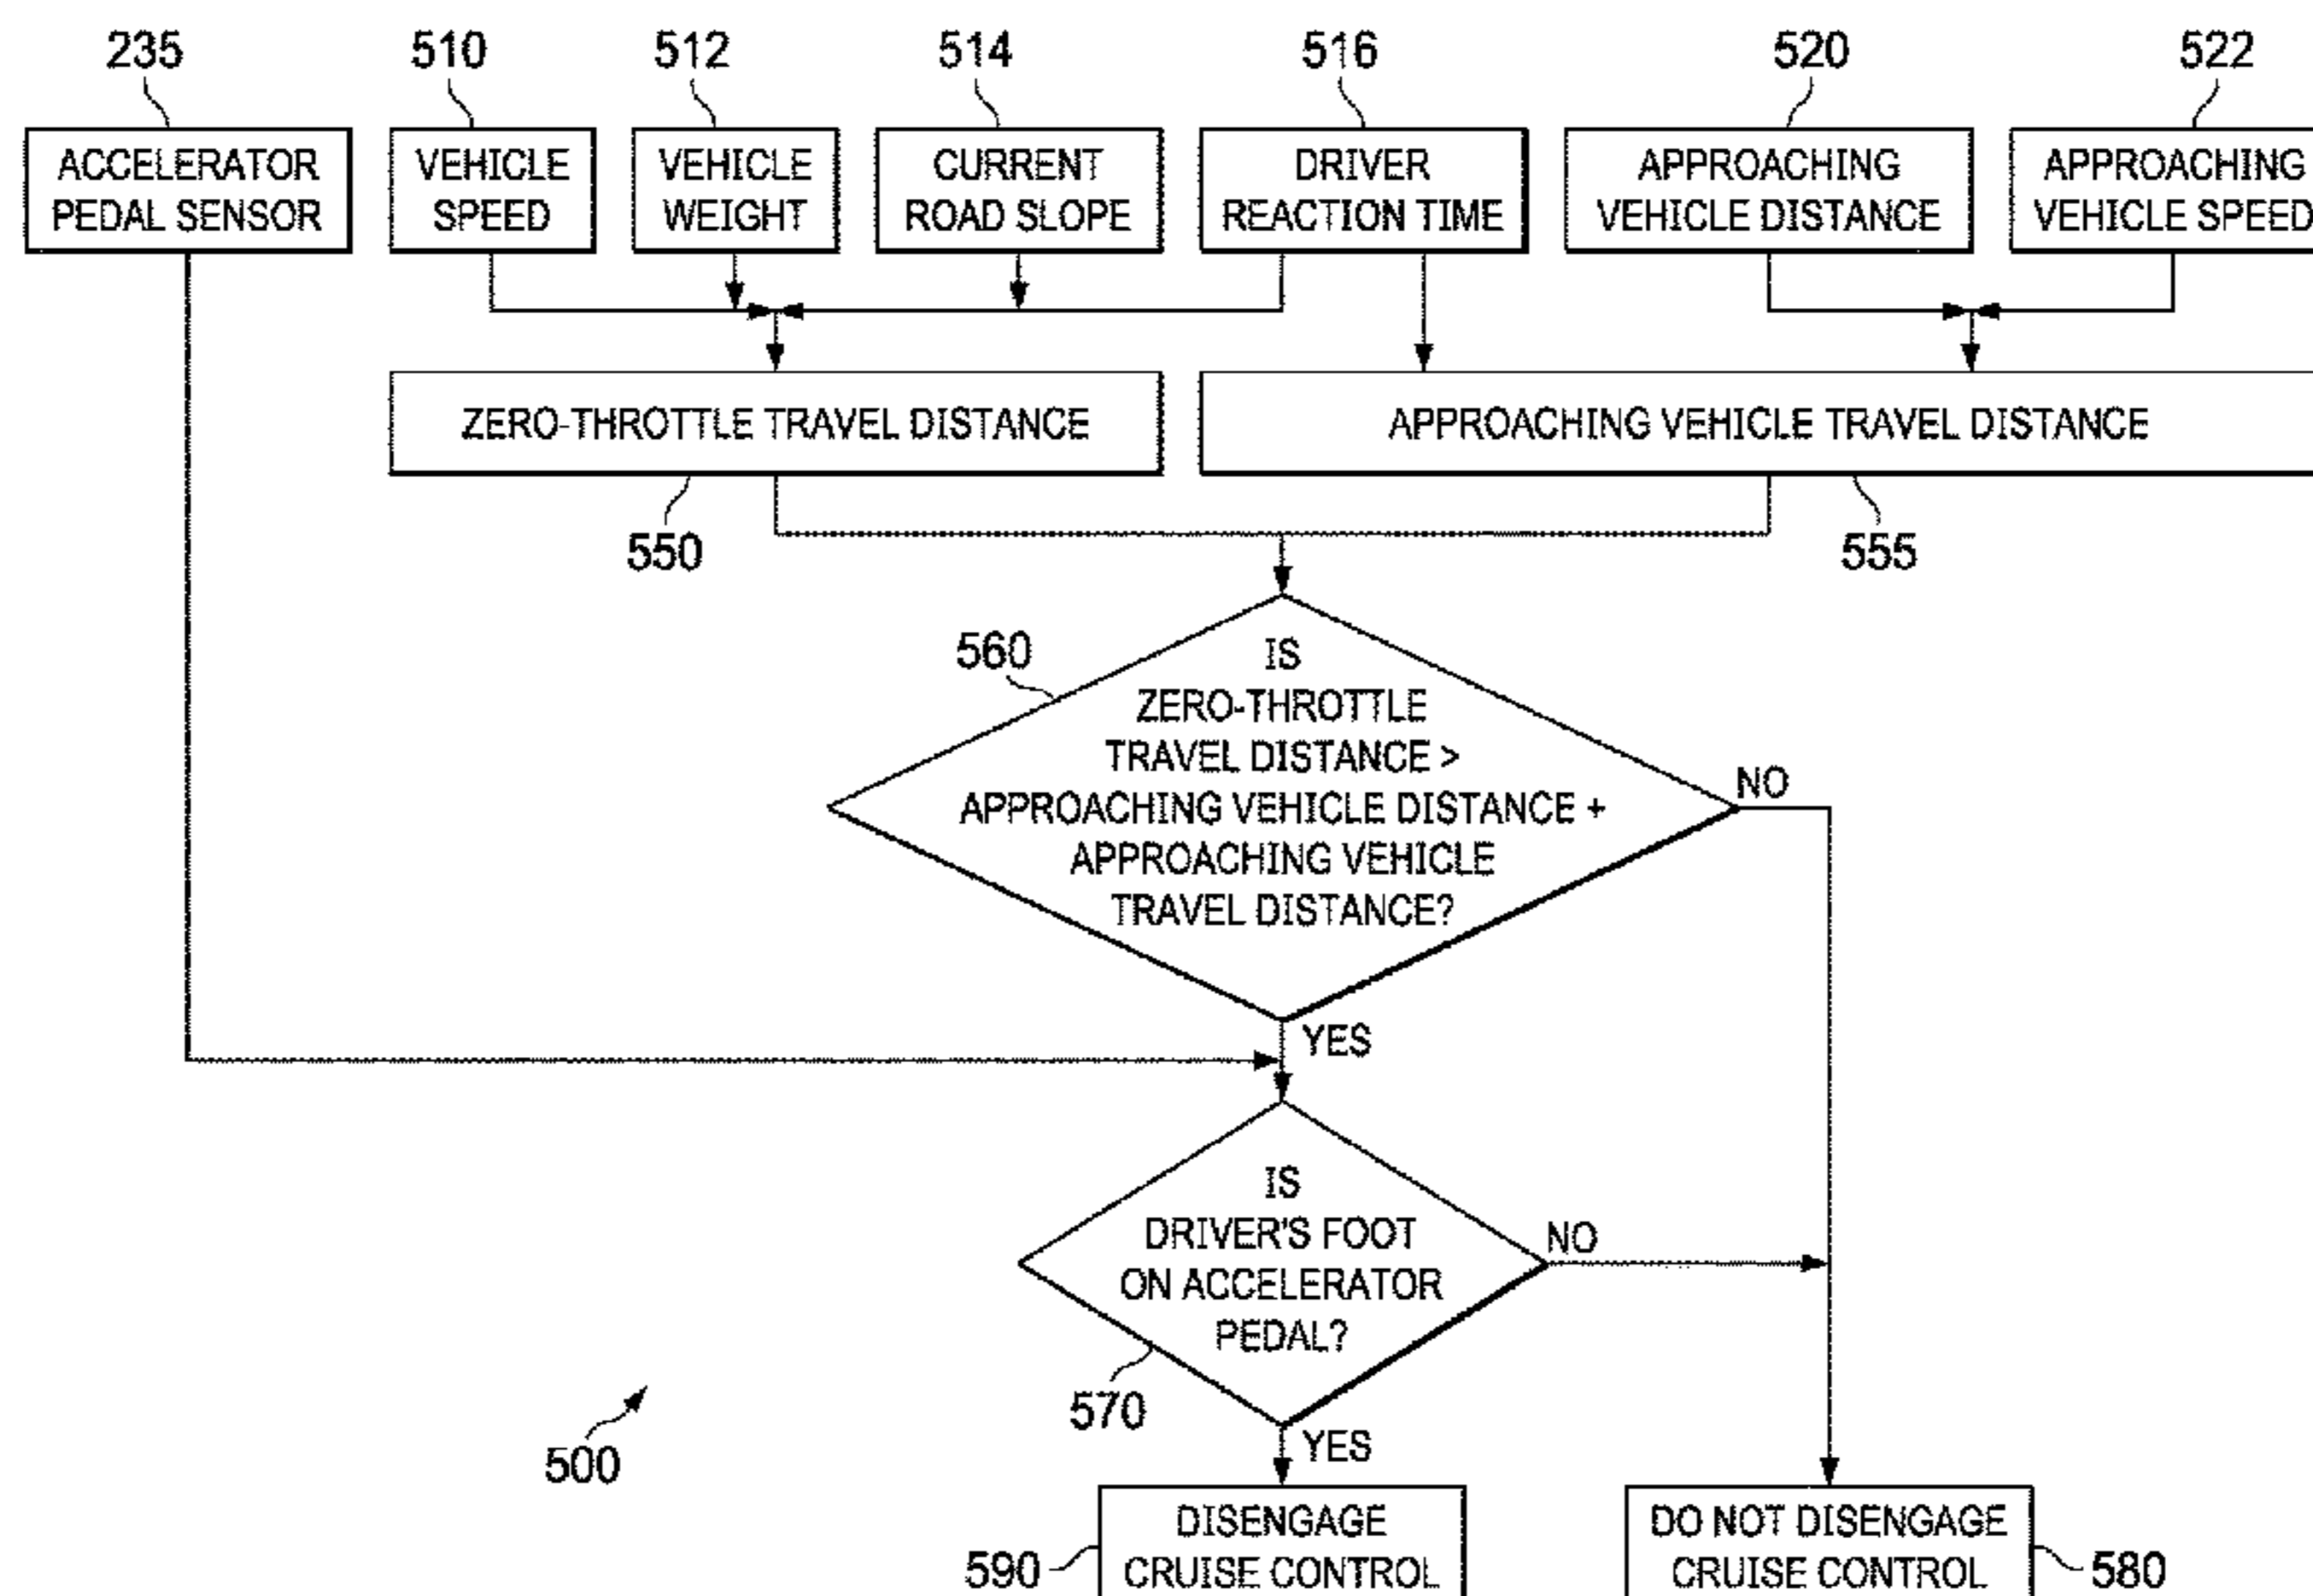 235
510
512
514
516
520
522
ACCELERATOR
PEDAL SENSOR
VEHICLE
SPEED
VEHICLE
WEIGHT
CURRENT
ROAD SLOPE
DRIVER
REACTION TIME
APPROACHING
VEHICLE DISTANCE
APPROACHING
VEHICLE SPEED
ZERO-THROTTLE TRAVEL DISTANCE
APPROACHING VEHICLE TRAVEL DISTANCE
550
555
560
IS
ZERO-THROTTLE
TRAVEL DISTANCE >
APPROACHING VEHICLE DISTANCE +
APPROACHING VEHICLE
TRAVEL DISTANCE?
NO
YES
IS
DRIVER'S FOOT
ON ACCELERATOR
PEDAL?
NO
570
YES
500
DISENGAGE
CRUISE CONTROL
590
DO NOT DISENGAGE
CRUISE CONTROL
580